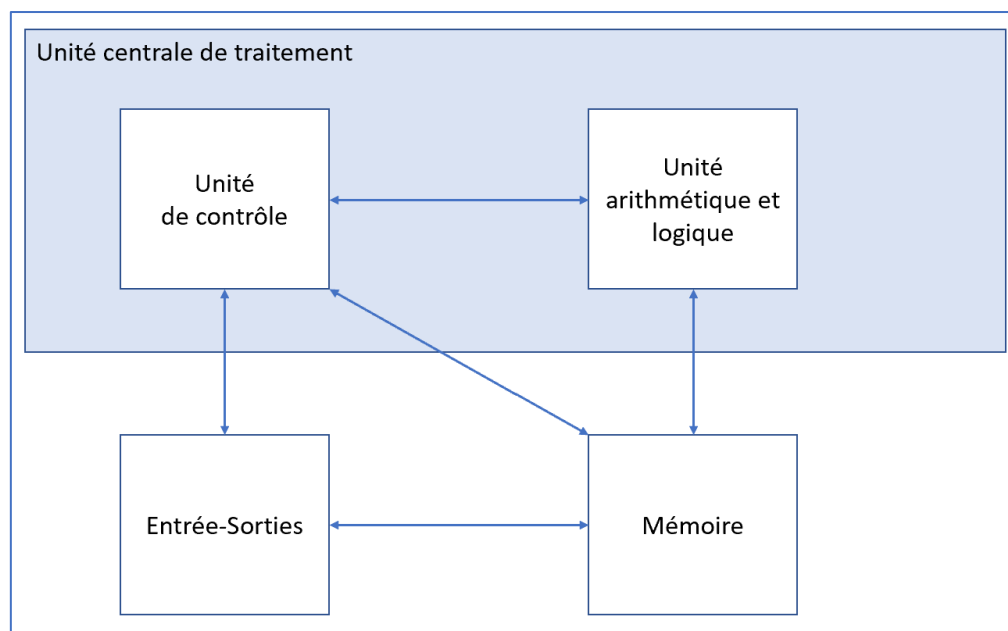 Unité centrale de traitement
Unité
de contrôle
Unité
arithmétique et
logique
Entrée-Sorties
Mémoire